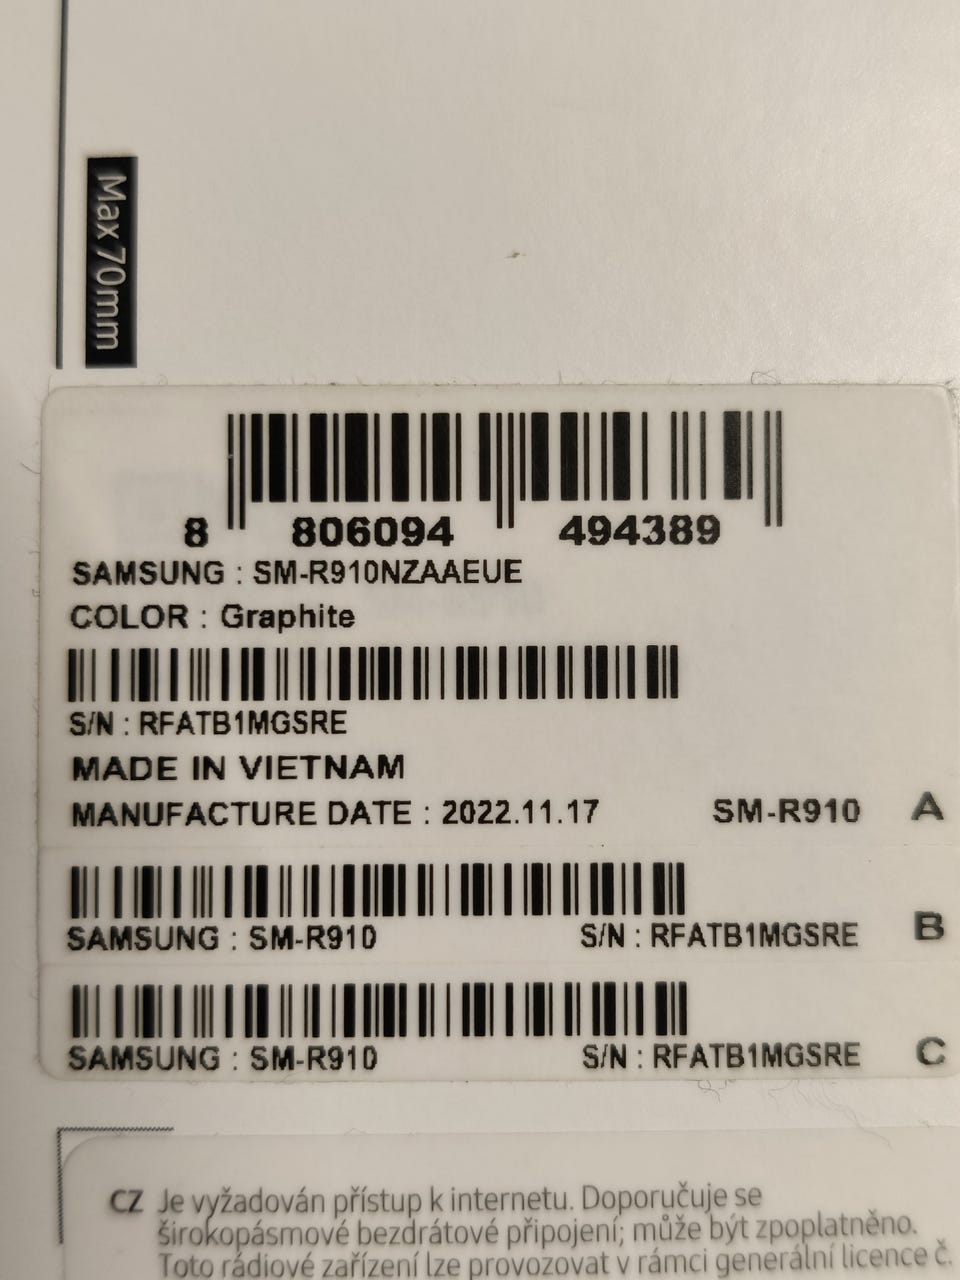 Max 70mm
8 806094 494389
SAMSUNG : SM-R910NZAAEUE
COLOR : Graphite
S/N : RFATB1MGSRE
MADE IN VIETNAM
MANUFACTURE DATE : 2022.11.17 SM-R910 A
SAMSUNG : SM-R910 S/N : RFATB1MGSRE B
SAMSUNG : SM-R910 S/N : RFATB1MGSRE C
CZ Je vyžadován přístup k internetu. Doporučuje se
širokopásmové bezdrátové připojení; může být zpoplatněno.
Toto rádiové zařízení lze provozovat v rámci generální licence č.